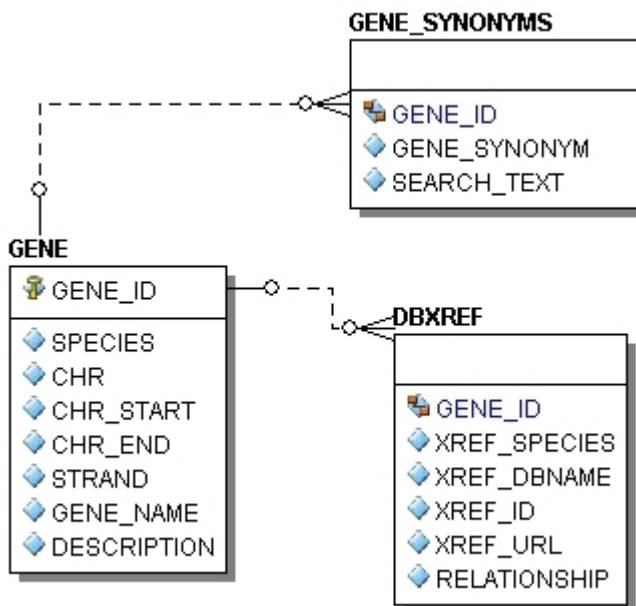 GENE_SYNONYMS
GENE_ID
GENE_SYNONYM
SEARCH_TEXT
GENE
GENE_ID
SPECIES
CHR
CHR_START
CHR_END
STRAND
GENE_NAME
DESCRIPTION
DBXREF
GENE_ID
XREF_SPECIES
XREF_DBNAME
XREF_ID
XREF_URL
RELATIONSHIP